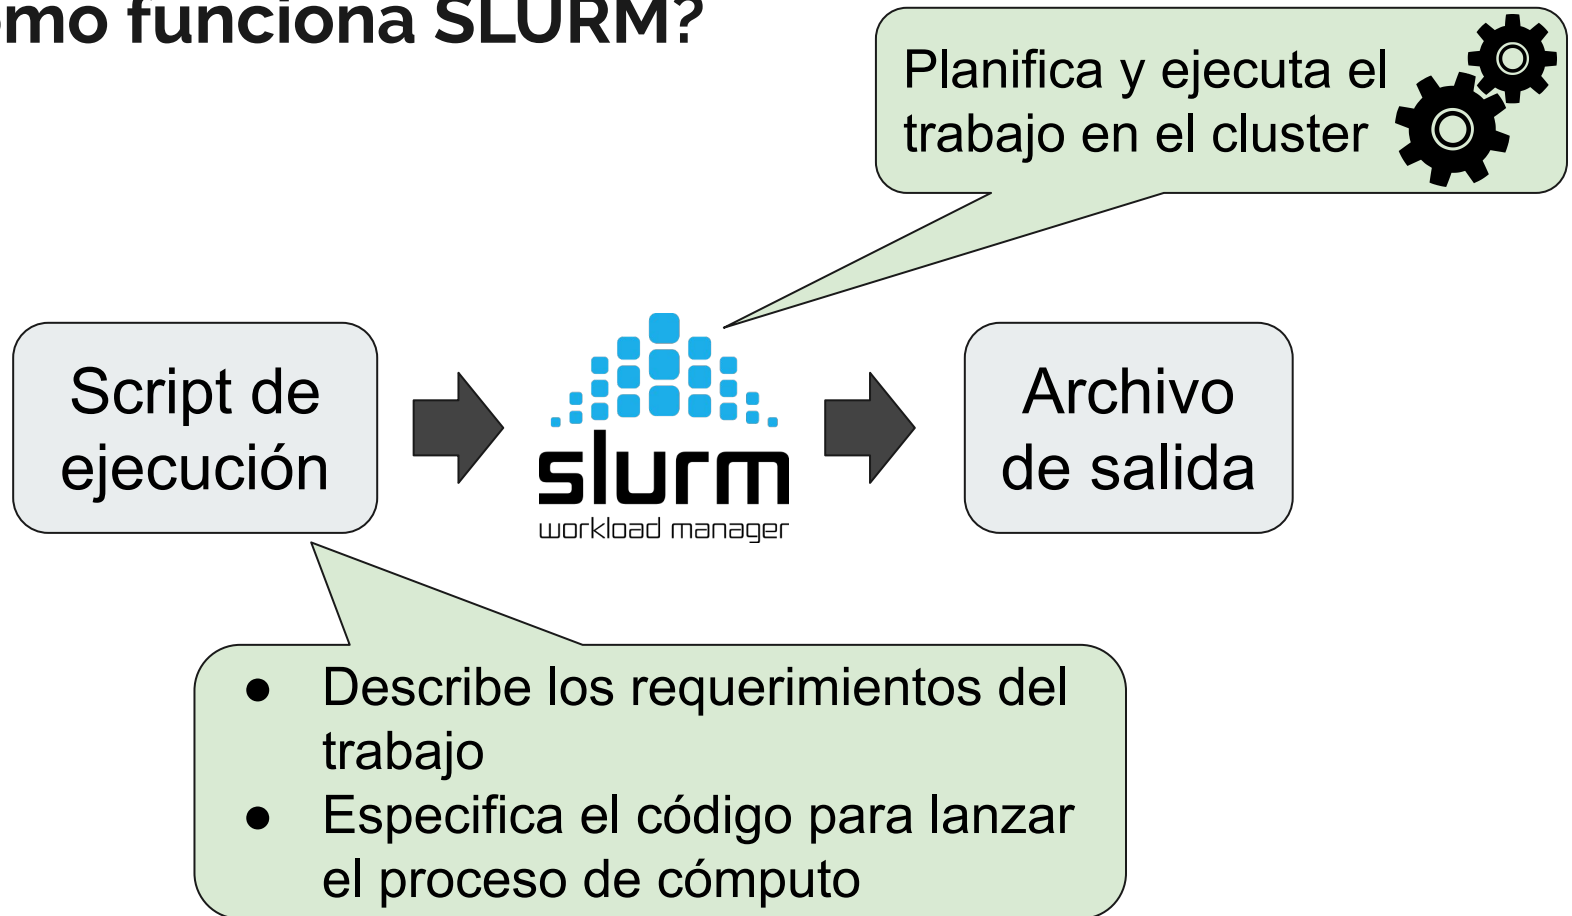 omo funciona SLURM?
Planifica y ejecuta el
trabajo en el cluster
Script de
ejecución
slurm
workload manager
Archivo
de salida
● Describe los requerimientos del
trabajo
● Especifica el código para lanzar
el proceso de cómputo